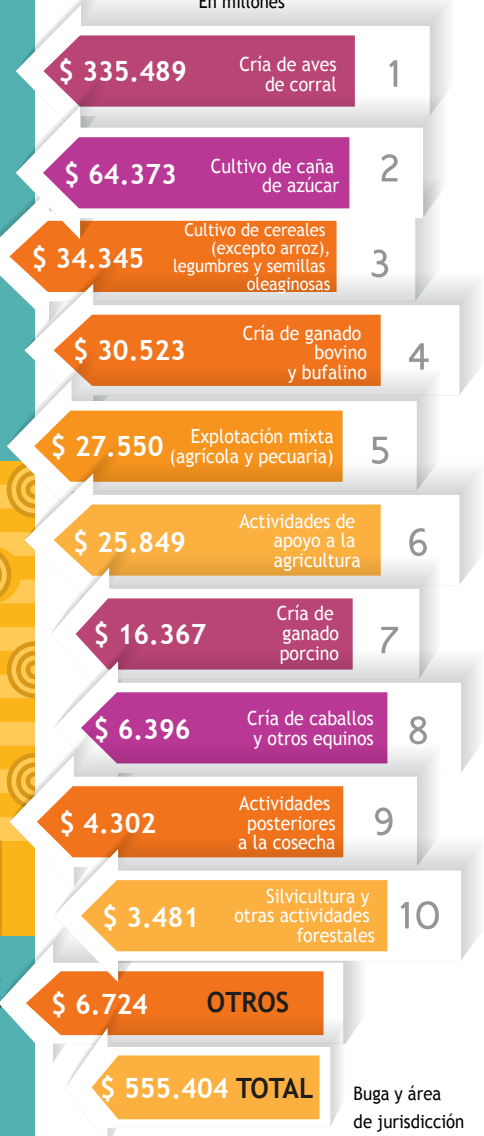 En millones
$ 335.489
Cría de aves
de corral
1
$ 64.373
Cultivo de caña
de azúcar
2
$ 34.345
Cultivo de cereales
(excepto arroz),
legumbres y semillas
oleaginosas
3
$ 30.523
Cría de ganado
bovino
y bufalino
4
$ 27.550
Explotación mixta
(agrícola y pecuaria)
5
$ 25.849
Actividades de
apoyo a la
agricultura
6
$ 16.367
Cría de
ganado
porcino
7
$ 6.396
Cría de caballos
y otros equinos
8
$ 4.302
Actividades
posteriores
a la cosecha
9
$ 3.481
Silvicultura y
otras actividades
forestales
10
$ 6.724 OTROS
$ 555.404 TOTAL
Buga y área
de jurisdicción